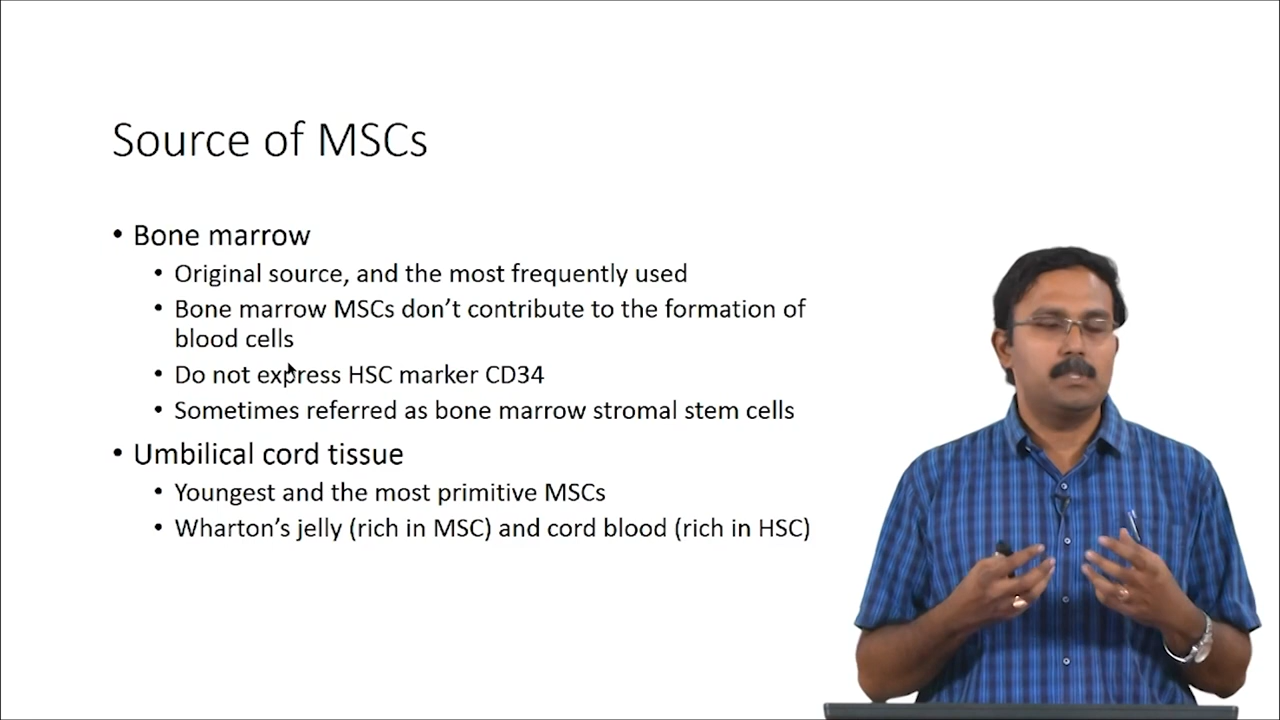 Source of MSCs
• Bone marrow
• Original source, and the most frequently used
• Bone marrow MSCs don’t contribute to the formation of
blood cells
• Do not express HSC marker CD34
• Sometimes referred as bone marrow stromal stem cells
• Umbilical cord tissue
• Youngest and the most primitive MSCs
• Wharton’s jelly (rich in MSC) and cord blood (rich in HSC)